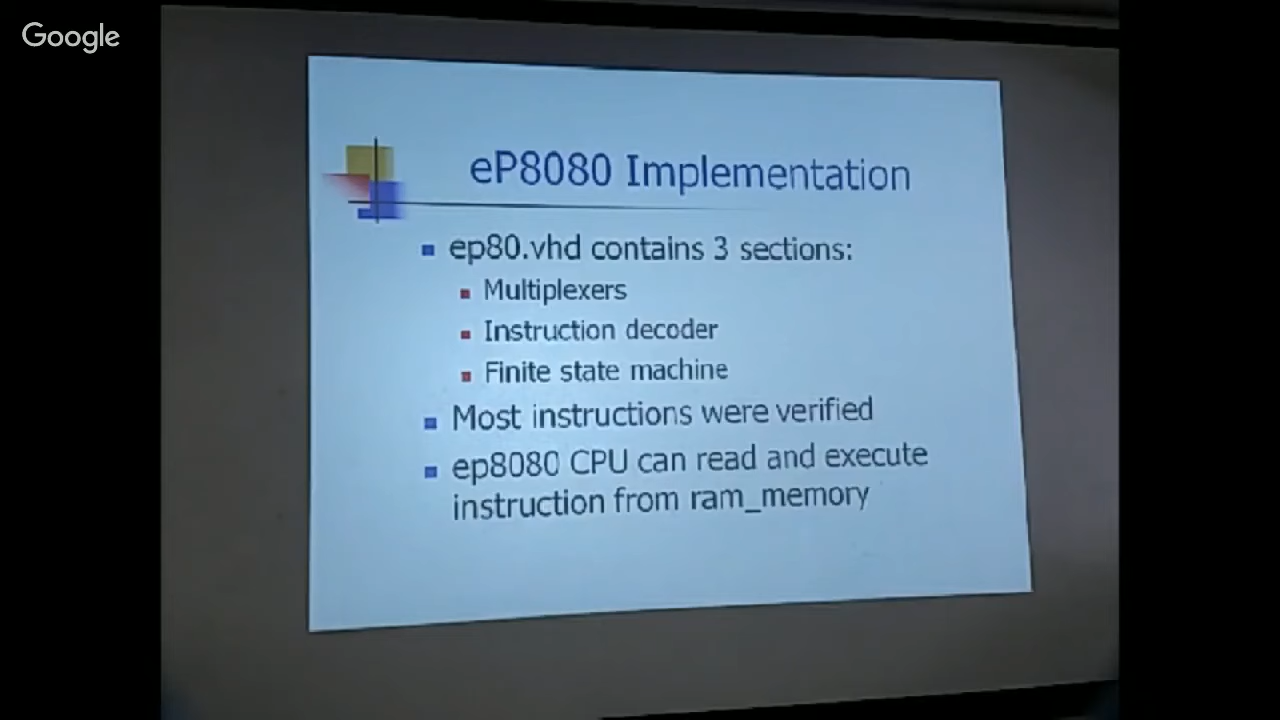 Google
eP8080 Implementation
ep80.vhd contains 3 sections:
Multiplexers
Instruction decoder
Finite state machine
Most instructions were verified
ep8080 CPU can read and execute
instruction from ram_memory